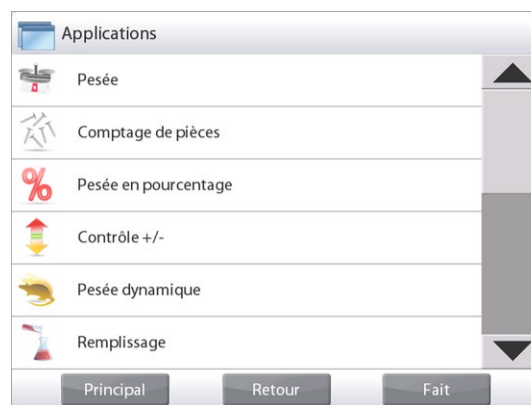 Applications
Pesée
Comptage de pièces
Pesée en pourcentage
Contrôle +/-
Pesée dynamique
Remplissage
Principal Retour Fait